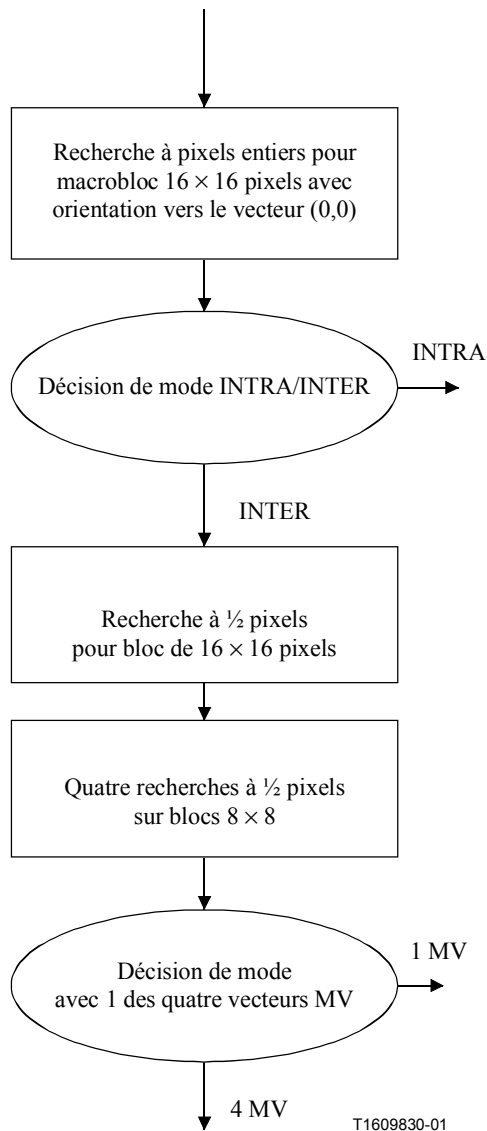 Recherche à pixels entiers pour
macrobloc 16 × 16 pixels avec
orientation vers le vecteur (0,0)
INTRA
Décision de mode INTRA/INTER
INTER
Recherche à ½ pixels
pour bloc de 16 × 16 pixels
Quatre recherches à ½ pixels
sur blocs 8 × 8
1 MV
Décision de mode
avec 1 des quatre vecteurs MV
4 MV
T1609830-01